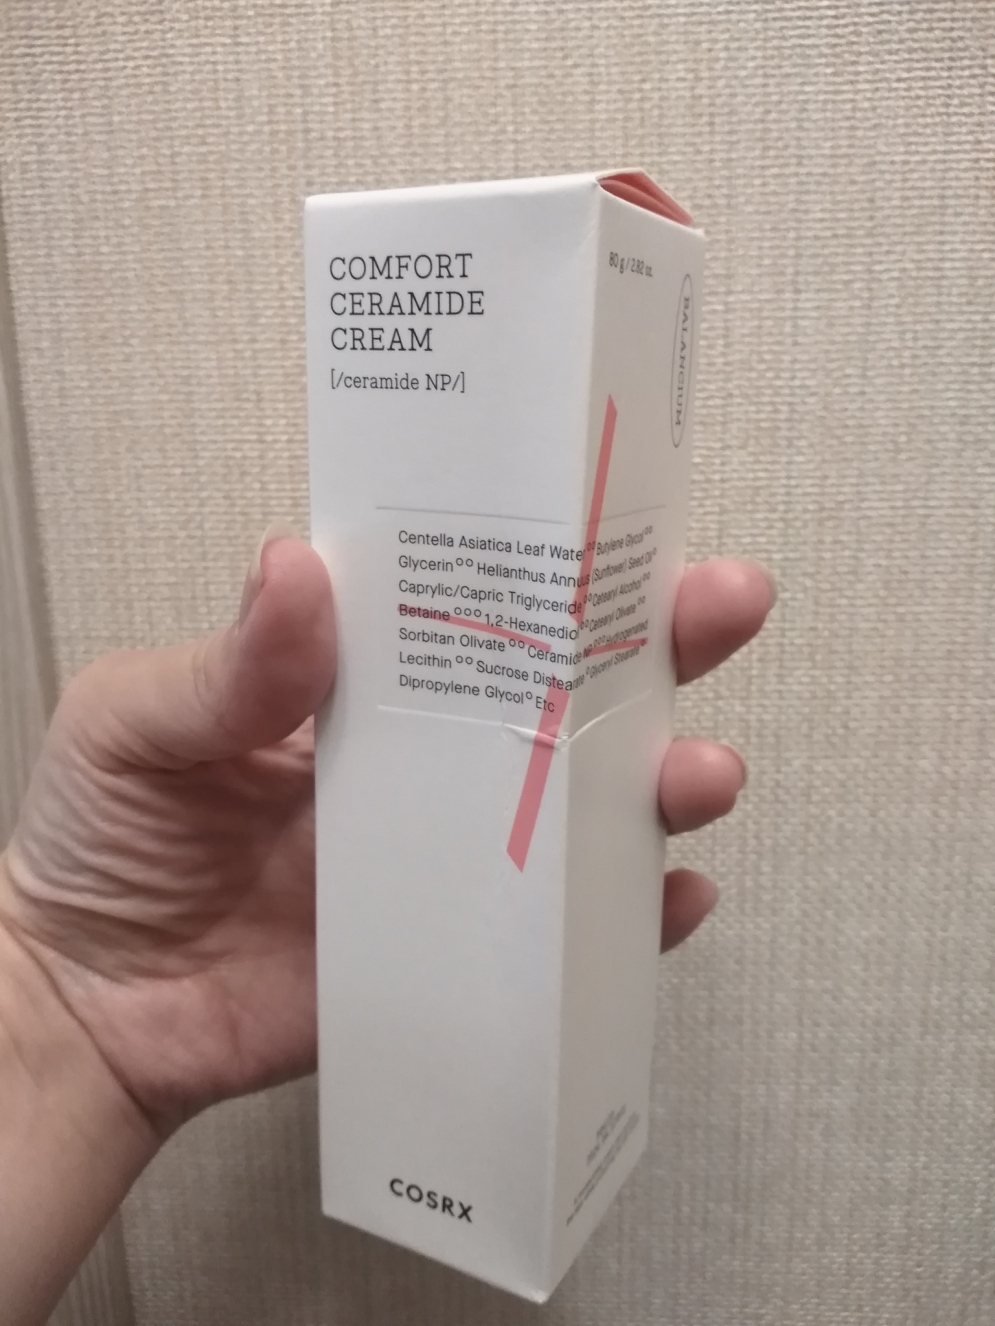 COMFORT
CERAMIDE
CREAM
[/ceramide NP/]
80 g / 2.82 oz.
BALANCIUM
Centella Asiatica Leaf Water°° Butylene Glycol°°
Glycerin°° Helianthus Annuus (Sunflower) Seed Oil°
Caprylic/Capric Triglyceride°° Cetearyl Alcohol°°
Betaine°°° 1,2-Hexanediol°° Cetearyl Olivate°°
Sorbitan Olivate°° Ceramide NP°°° Hydrogenated
Lecithin°° Sucrose Distearate° Glyceryl Stearate°
Dipropylene Glycol° Etc
COSRX